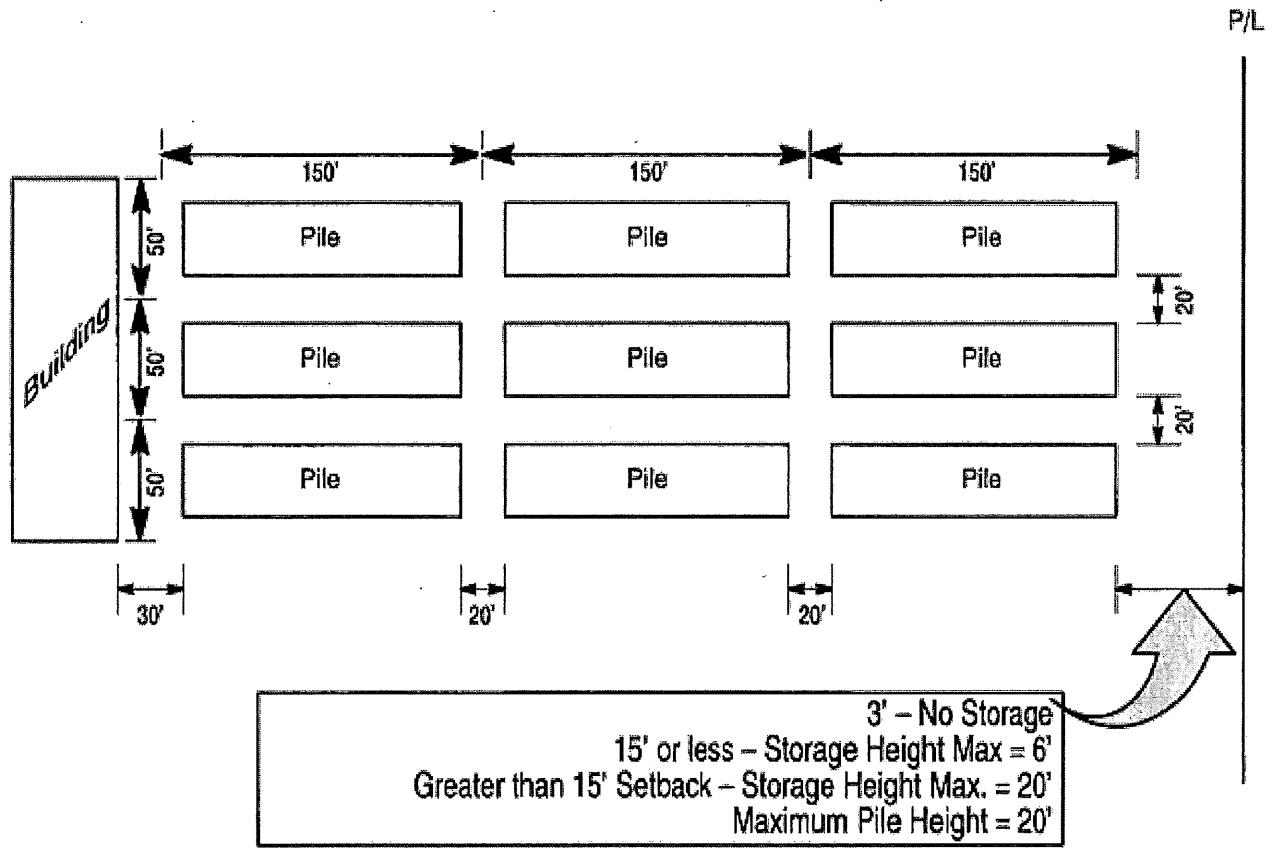 P/L
150' 150' 150'
Building
50'
Pile Pile Pile
20'
50'
Pile Pile Pile
20'
50'
Pile Pile Pile
30' 20' 20'
3' – No Storage
15' or less – Storage Height Max = 6'
Greater than 15' Setback – Storage Height Max. = 20'
Maximum Pile Height = 20'